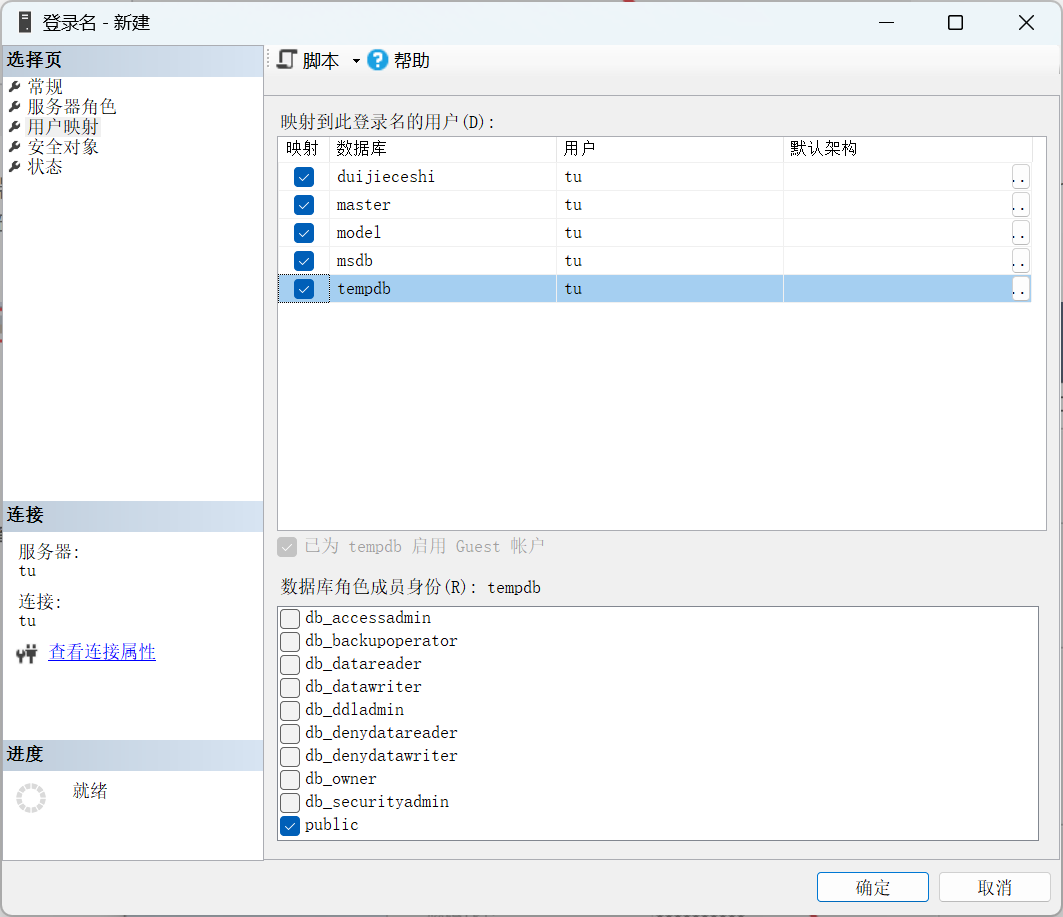 登录名 - 新建
选择页
常规
服务器角色
用户映射
安全对象
状态
脚本 帮助
映射到此登录名的用户(D):
映射 数据库 用户 默认架构
duijieceshi tu ..
master tu ..
model tu ..
msdb tu ..
tempdb tu ..
已为 tempdb 启用 Guest 帐户
数据库角色成员身份(R): tempdb
db_accessadmin
db_backupoperator
db_datareader
db_datawriter
db_ddladmin
db_denydatareader
db_denydatawriter
db_owner
db_securityadmin
public
连接
服务器:
tu
连接:
tu
查看连接属性
进度
就绪
确定 取消